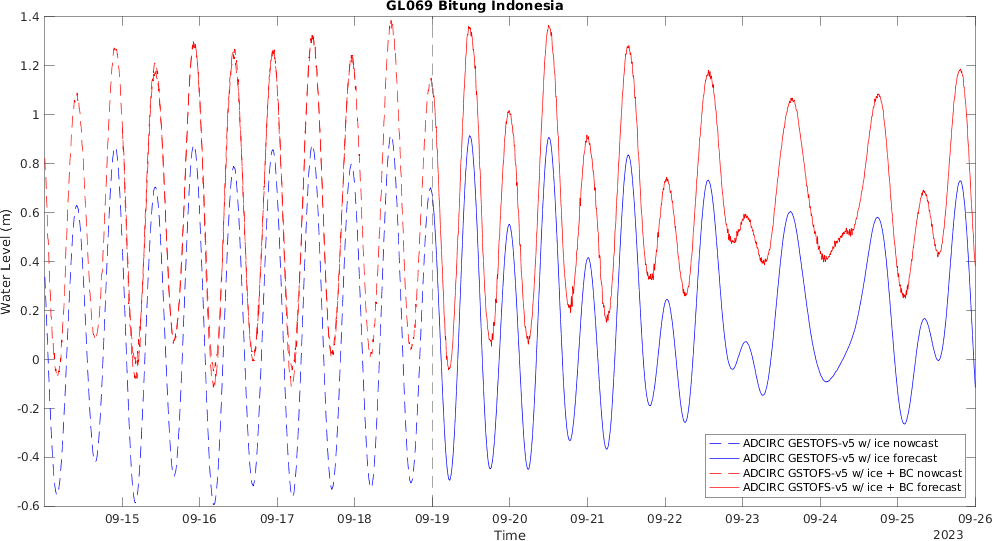 GL069 Bitung Indonesia
1.4
1.2
1
0.8
0.6
0.4
0.2
0
-0.2
-0.4
-0.6
Water Level (m)
ADCIRC GESTOFS-v5 w/ ice nowcast
ADCIRC GESTOFS-v5 w/ ice forecast
ADCIRC GSTOFS-v5 w/ ice + BC nowcast
ADCIRC GSTOFS-v5 w/ ice + BC forecast
09-15 09-16 09-17 09-18 09-19 09-20 09-21 09-22 09-23 09-24 09-25 09-26
Time
2023